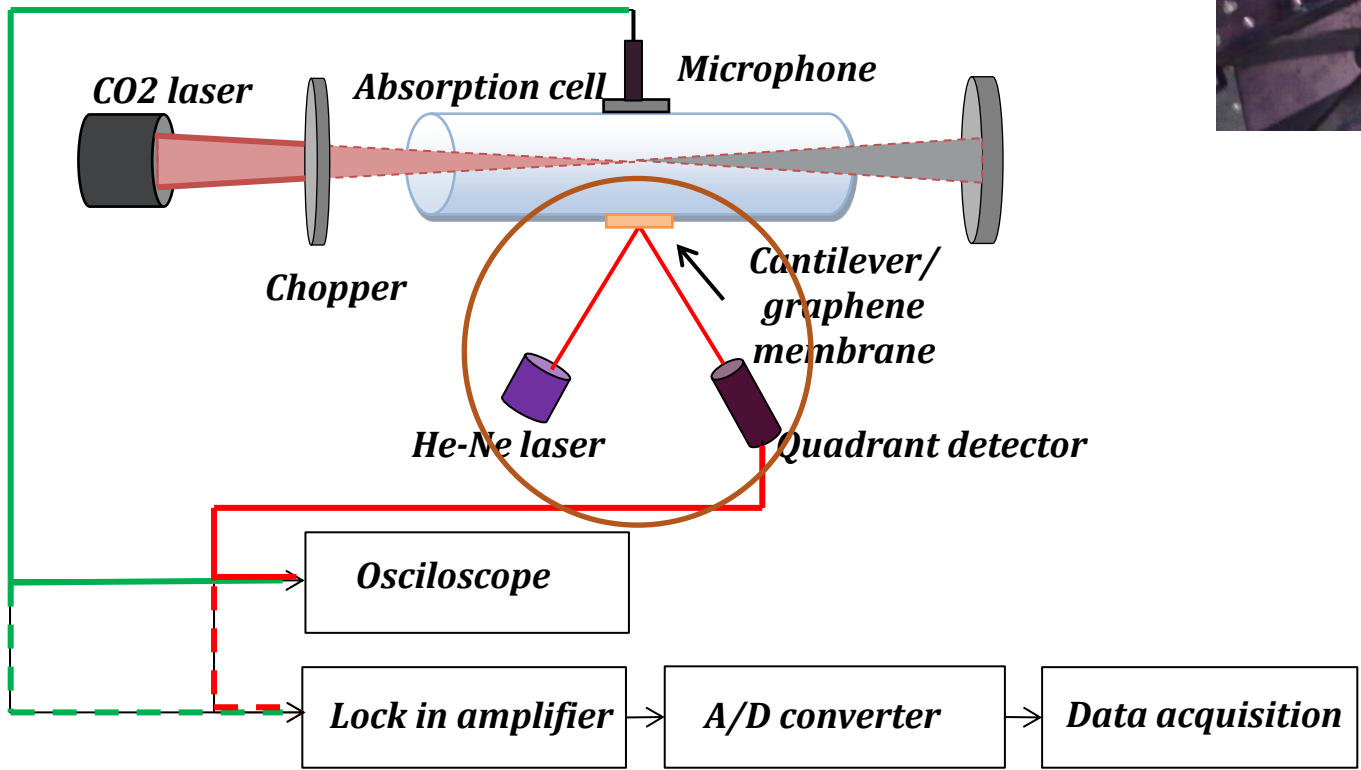 CO2 laser
Absorption cell
Microphone
Chopper
Cantilever/
graphene
membrane
He-Ne laser
Quadrant detector
Osciloscope
Lock in amplifier
A/D converter
Data acquisition